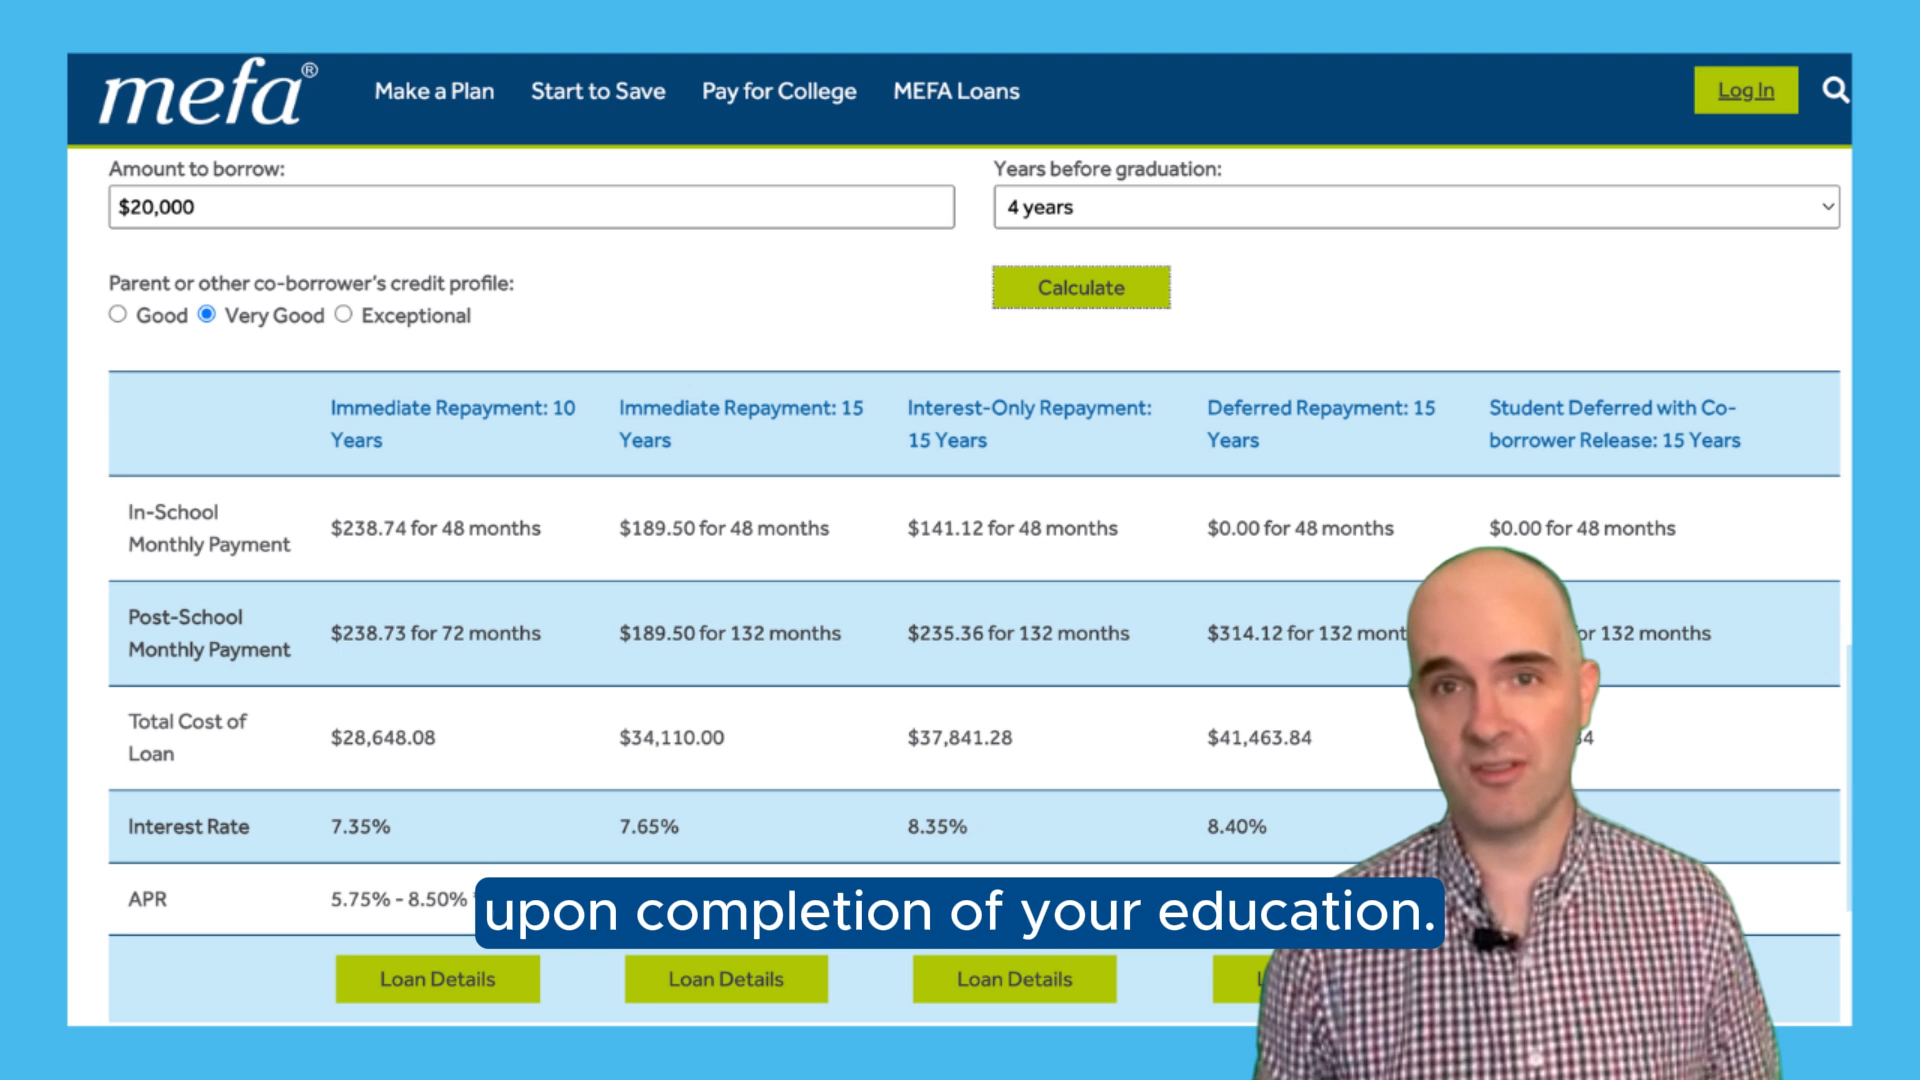 mefa®
Make a Plan Start to Save Pay for College MEFA Loans Log In
Amount to borrow: Years before graduation:
$20,000 4 years
Parent or other co-borrower's credit profile: Calculate
Good Very Good Exceptional
Immediate Repayment: 10 Years Immediate Repayment: 15 Years Interest-Only Repayment: 15 Years Deferred Repayment: 15 Years Student Deferred with Co-borrower Release: 15 Years
In-School Monthly Payment $238.74 for 48 months $189.50 for 48 months $141.12 for 48 months $0.00 for 48 months $0.00 for 48 months
Post-School Monthly Payment $238.73 for 72 months $189.50 for 132 months $235.36 for 132 months $314.12 for 132 132 months
Total Cost of Loan $28,648.08 $34,110.00 $37,841.28 $41,463.84
Interest Rate 7.35% 7.65% 8.35% 8.40%
APR 5.75% - 8.50%
upon completion of your education.
Loan Details Loan Details Loan Details